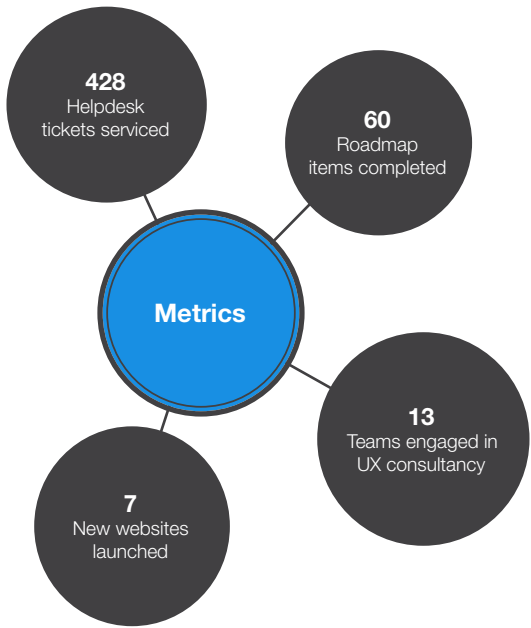 428
Helpdesk
tickets serviced
60
Roadmap
items completed
Metrics
13
Teams engaged in
UX consultancy
7
New websites
launched